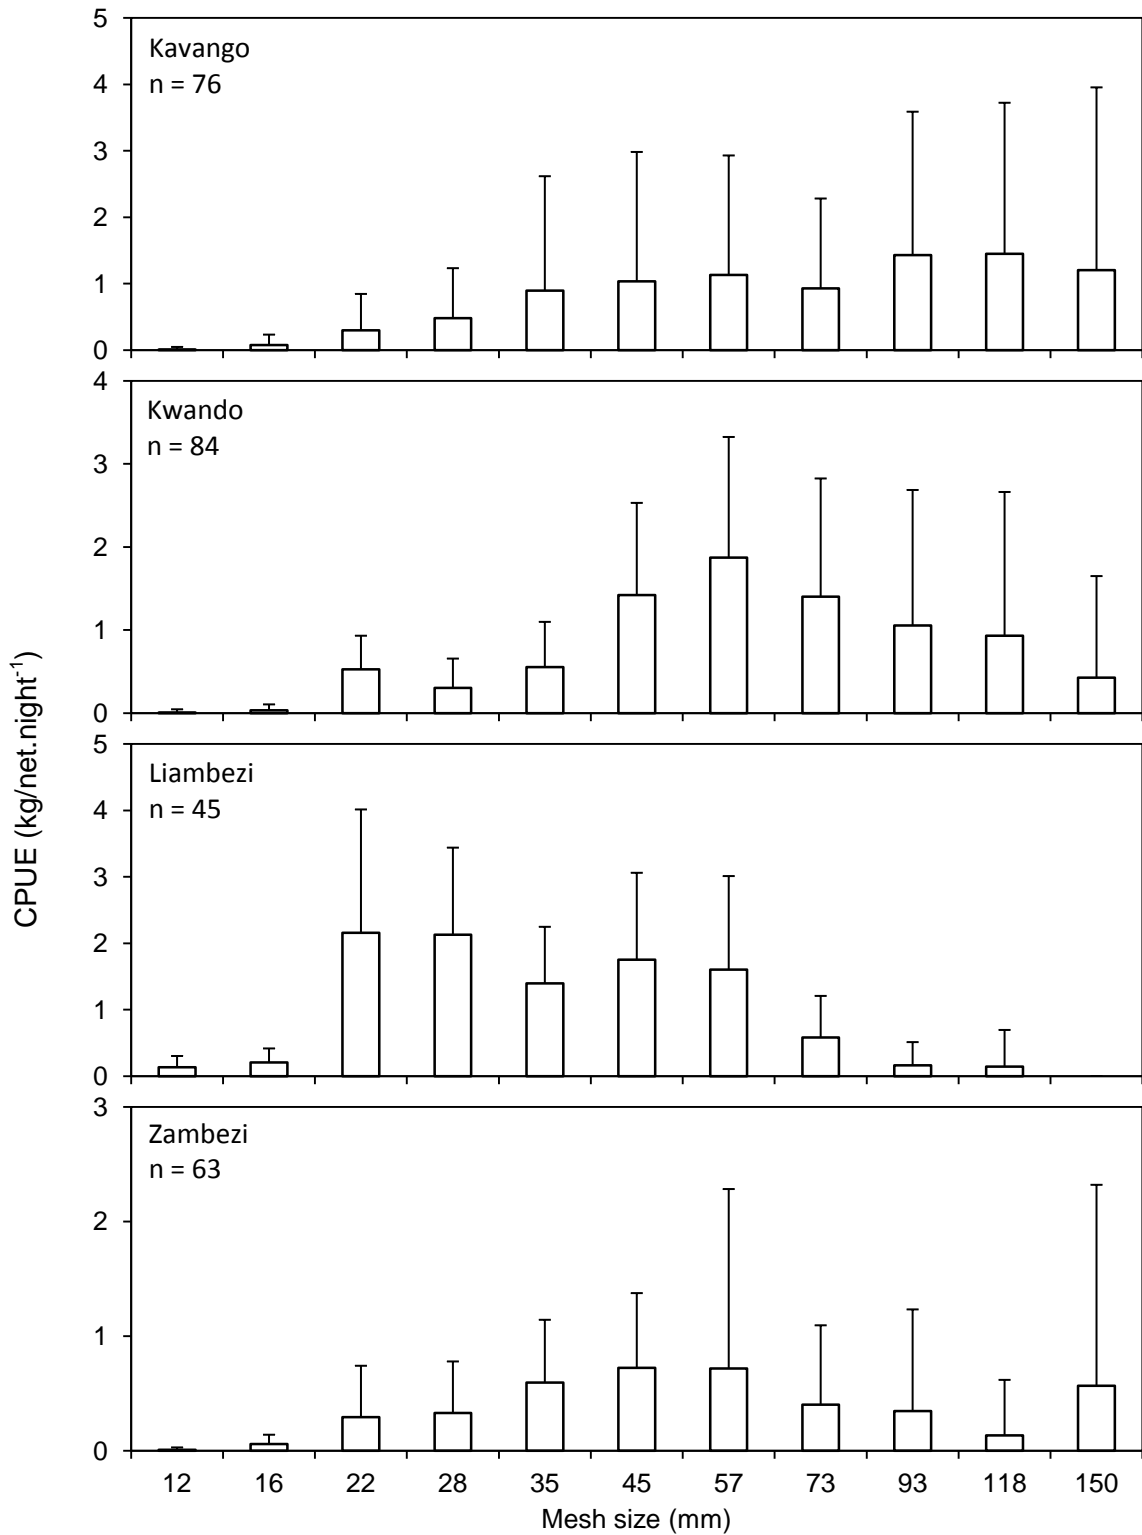 CPUE (kg/net.night-1)
5
4
3
2
1
0
Kavango
n = 76
4
3
2
1
0
Kwando
n = 84
5
4
3
2
1
0
Liambezi
n = 45
3
2
1
0
Zambezi
n = 63
12 16 22 28 35 45 57 73 93 118 150
Mesh size (mm)